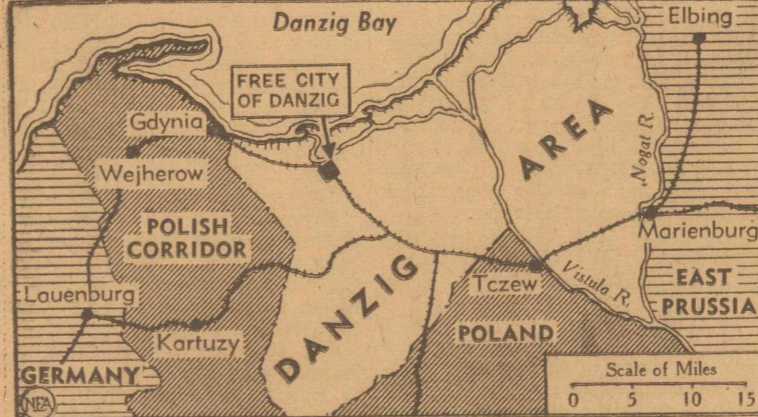 Danzig Bay
Elbing
FREE CITY
OF DANZIG
Gdynia
AREA
Nogat R.
Wejherow
POLISH
CORRIDOR
Marienburg
DANZIG
Tczew
Vistula R.
EAST
PRUSSIA
Lauenburg
Kartuzy
POLAND
GERMANY
NEA
Scale of Miles
0 5 10 15